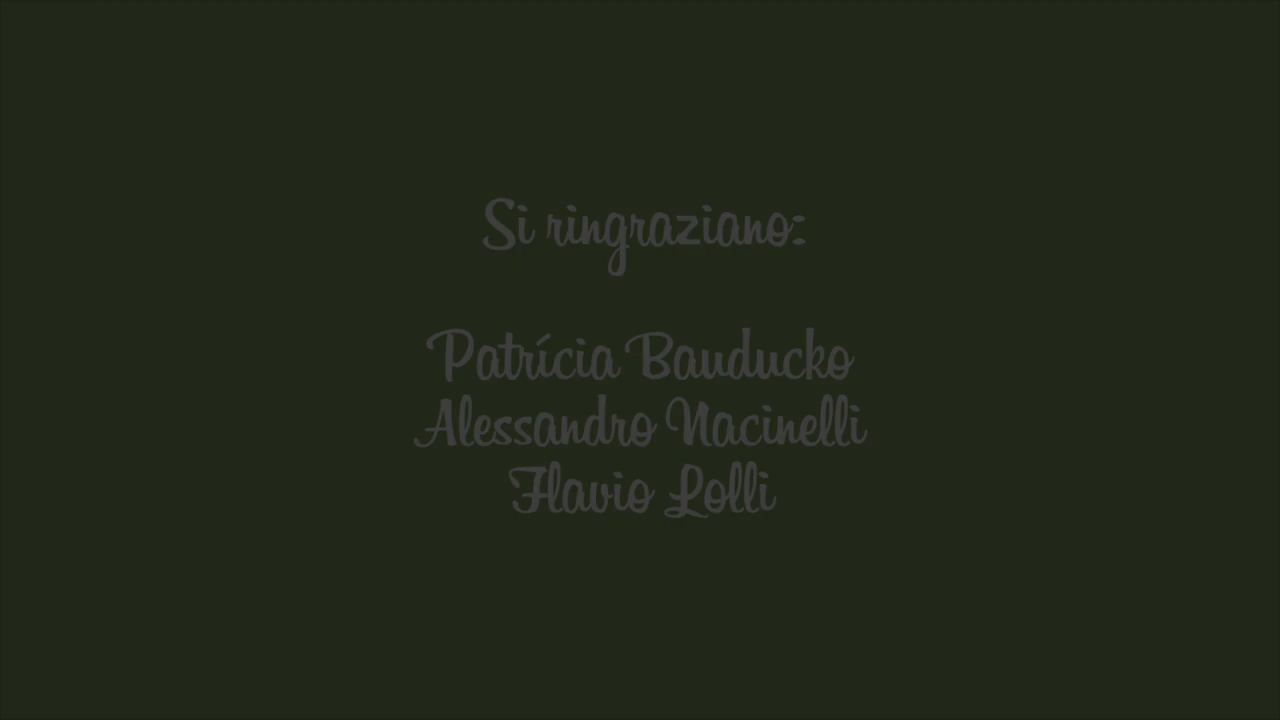 Si ringraziano:
Patrícia Bauducko
Alessandro Nacinelli
Flavio Lolli